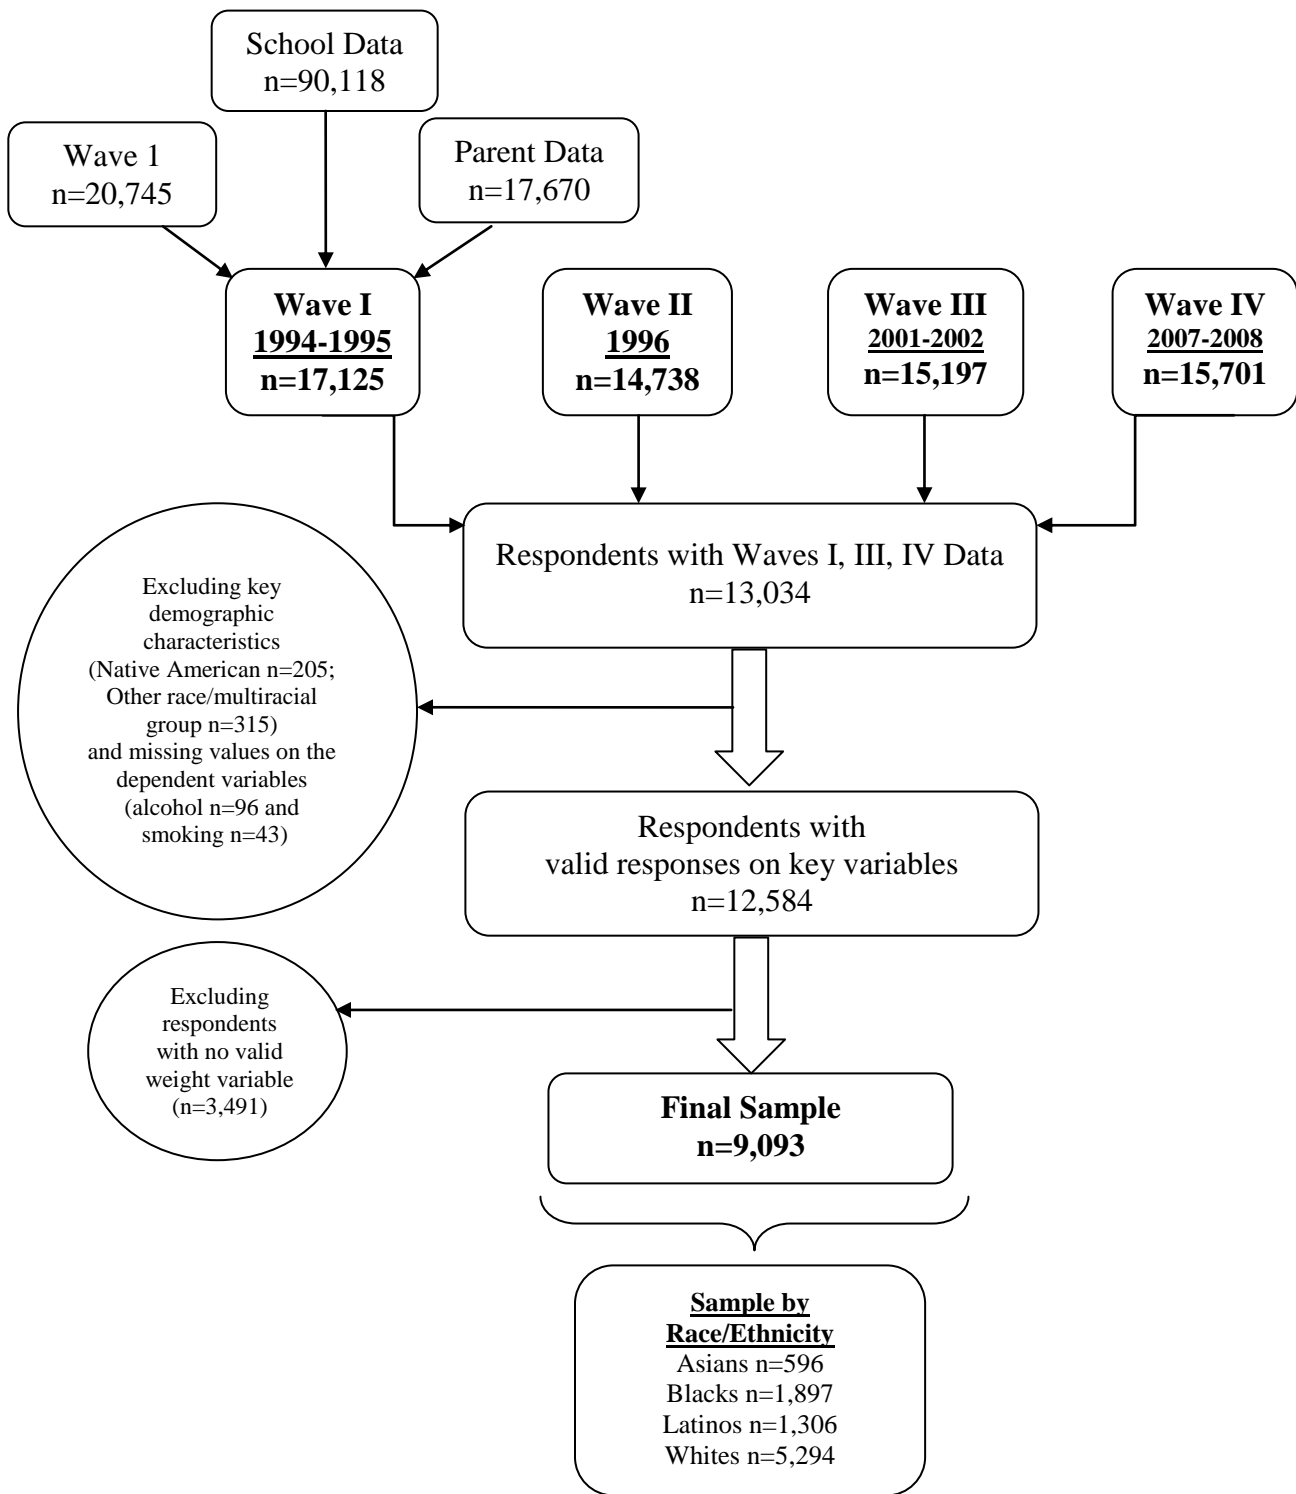 School Data
n=90,118
Wave 1
n=20,745
Parent Data
n=17,670
Wave I
1994-1995
n=17,125
Wave II
1996
n=14,738
Wave III
2001-2002
n=15,197
Wave IV
2007-2008
n=15,701
Respondents with Waves I, III, IV Data
n=13,034
Excluding key
demographic
characteristics
(Native American n=205;
Other race/multiracial
group n=315)
and missing values on the
dependent variables
(alcohol n=96 and
smoking n=43)
Respondents with
valid responses on key variables
n=12,584
Excluding
respondents
with no valid
weight variable
(n=3,491)
Final Sample
n=9,093
Sample by
Race/Ethnicity
Asians n=596
Blacks n=1,897
Latinos n=1,306
Whites n=5,294